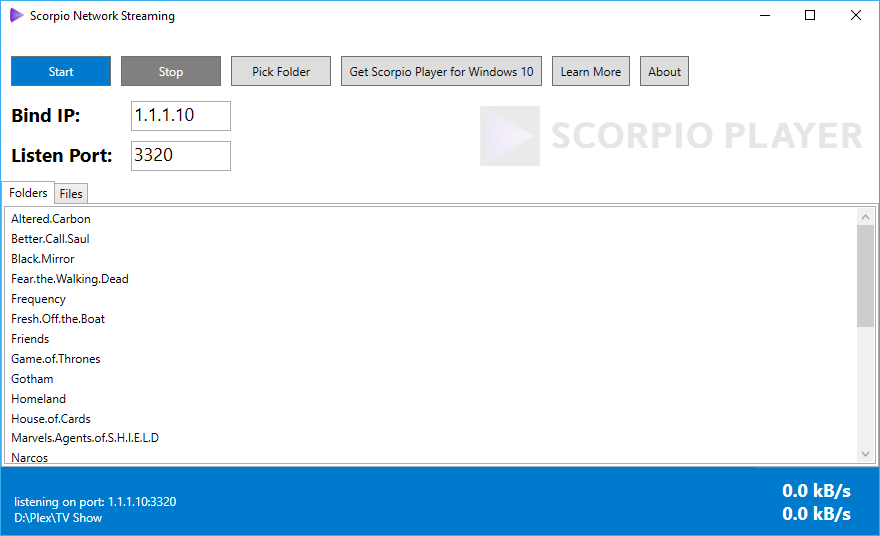 Scorpio Network Streaming
Start Stop Pick Folder Get Scorpio Player for Windows 10 Learn More About
Bind IP: 1.1.1.10
SCORPIO PLAYER
Listen Port: 3320
Folders Files
Altered.Carbon
Better.Call.Saul
Black.Mirror
Fear.the.Walking.Dead
Frequency
Fresh.Off.the.Boat
Friends
Game.of.Thrones
Gotham
Homeland
House.of.Cards
Marvels.Agents.of.S.H.I.E.L.D
Narcos
listening on port: 1.1.1.10:3320
D:\Plex\TV Show
0.0 kB/s
0.0 kB/s